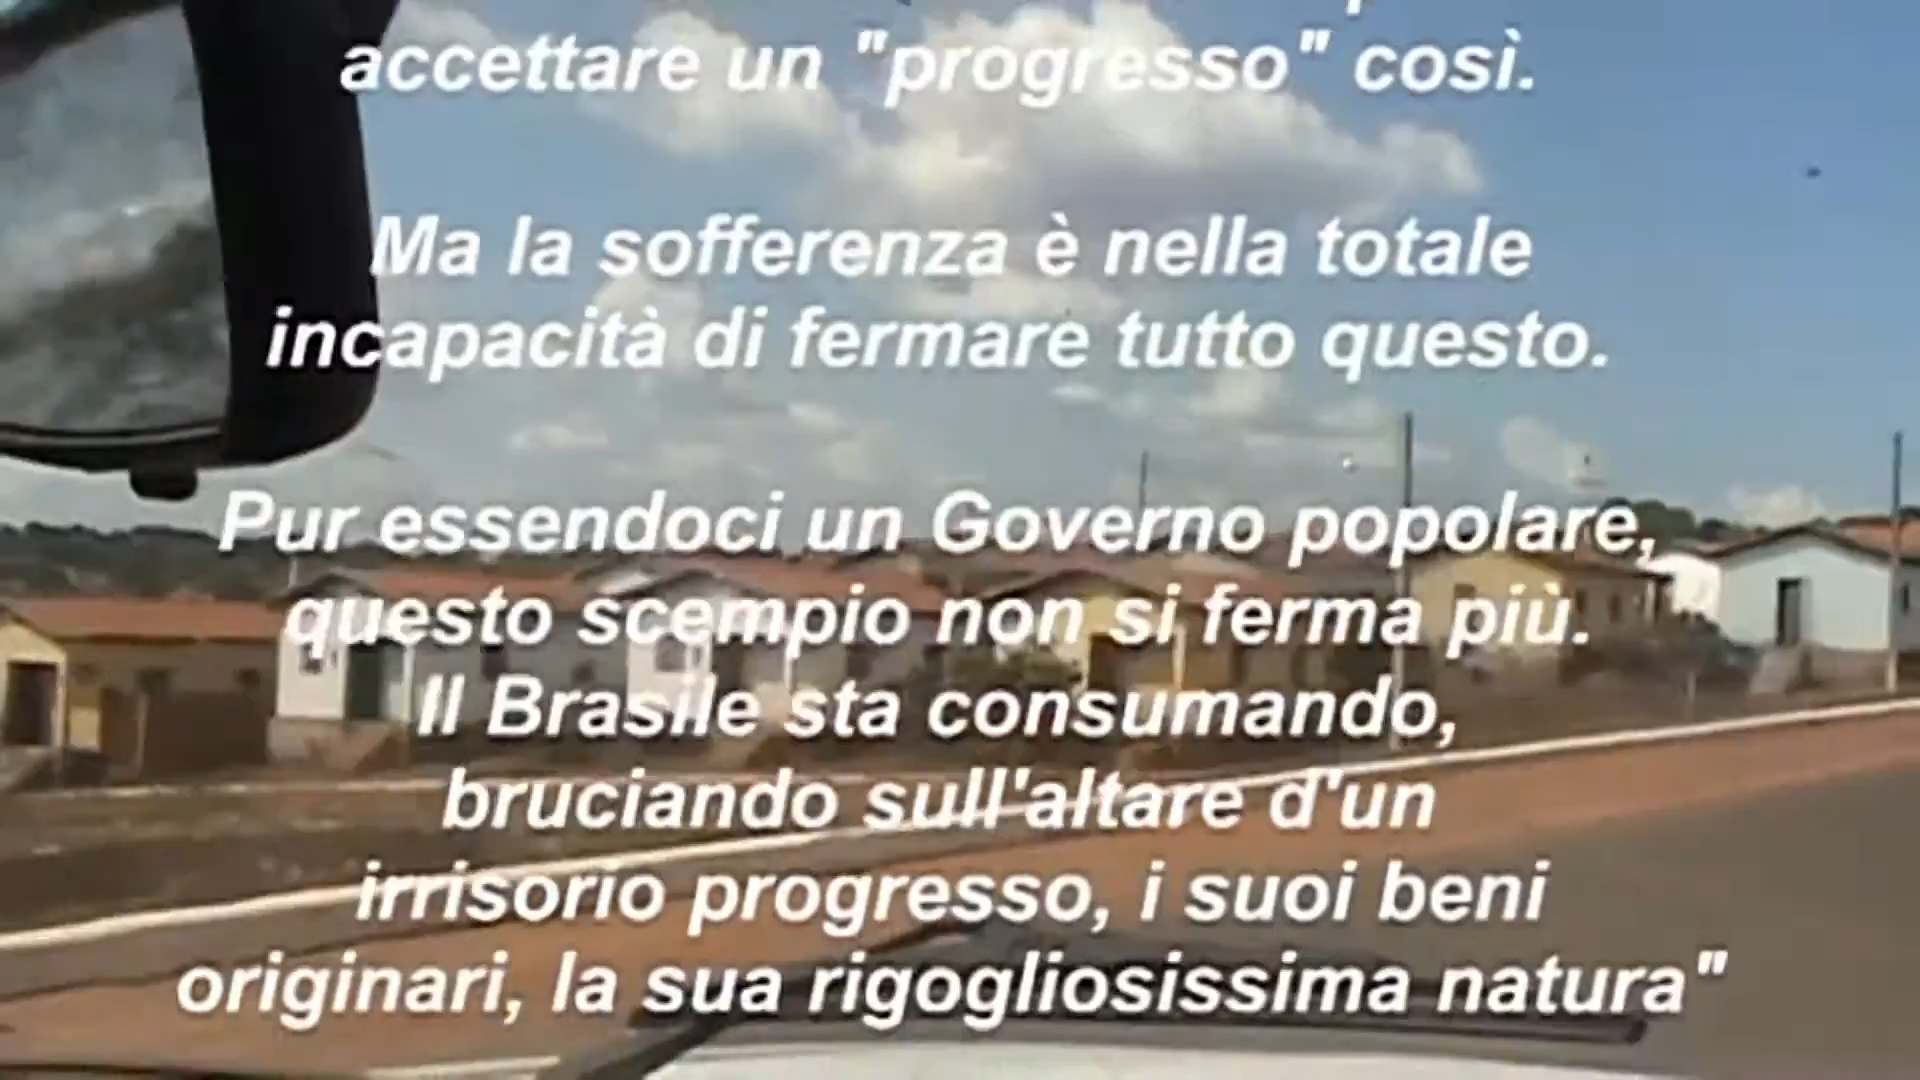 accettare un "progresso" così.
Ma la sofferenza è nella totale
incapacità di fermare tutto questo.
Pur essendoci un Governo popolare,
questo scempio non si ferma più.
Il Brasile sta consumando,
bruciando sull'altare d'un
irrisorio progresso, i suoi beni
originari, la sua rigogliosissima natura"